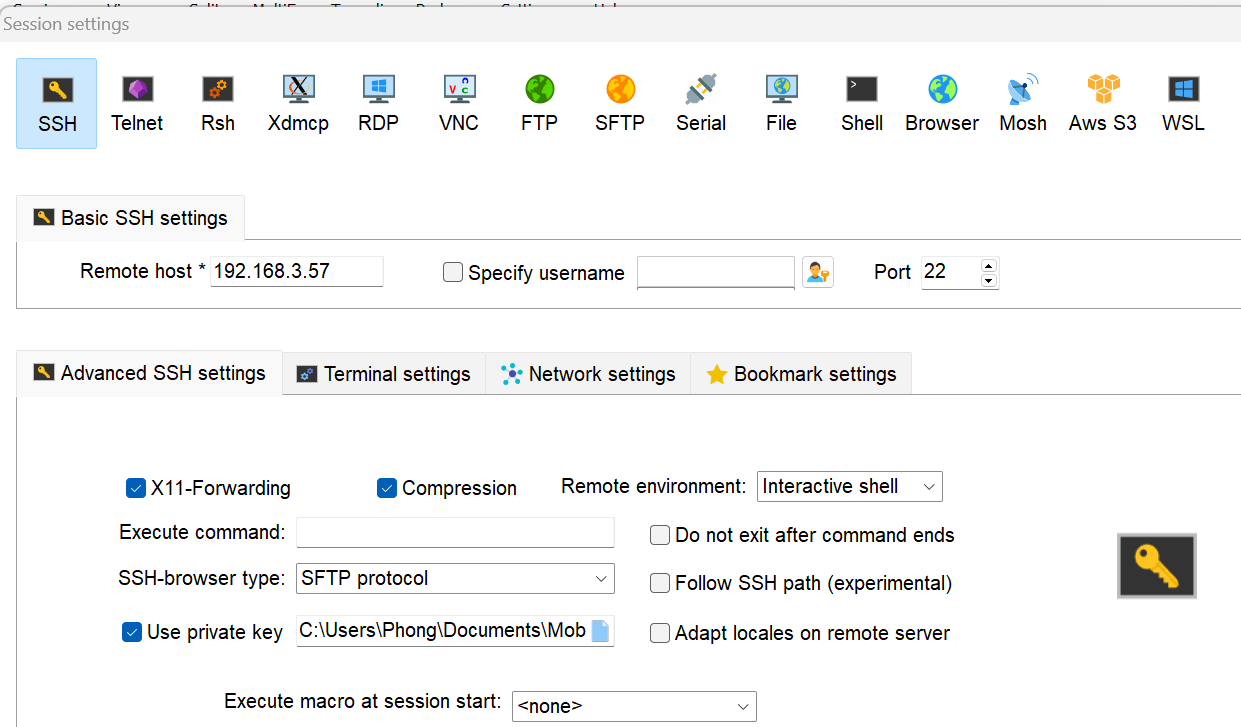 Session settings
SSH Telnet Rsh Xdmcp RDP VNC FTP SFTP Serial File Shell Browser Mosh Aws S3 WSL
Basic SSH settings
Remote host * 192.168.3.57 Specify username Port 22
Advanced SSH settings Terminal settings Network settings Bookmark settings
X11-Forwarding Compression Remote environment: Interactive shell
Execute command: Do not exit after command ends
SSH-browser type: SFTP protocol Follow SSH path (experimental)
Use private key C:\Users\Phong\Documents\Mob Adapt locales on remote server
Execute macro at session start: <none>